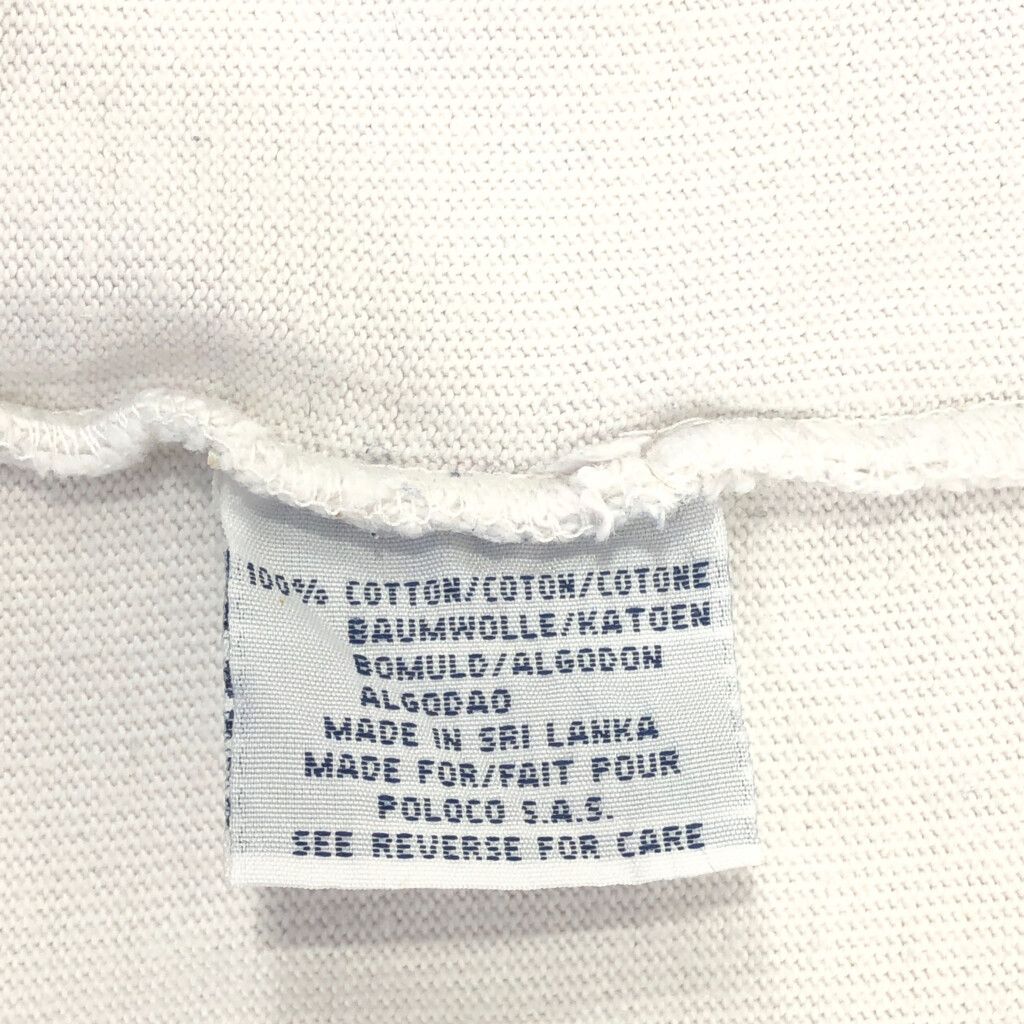 100% COTTON/COTON/COTONE
BAUMWOLLE/KATOEN
BOMULD/ALGODON
ALGODAO
MADE IN SRI LANKA
MADE FOR/FAIT POUR
POLOCO S.A.S.
SEE REVERSE FOR CARE